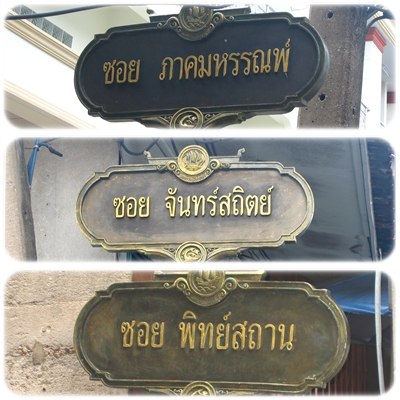 ซอย ภาคมหรรณพ์
ซอย จันทร์สถิตย์
ซอย พิทย์สถาน